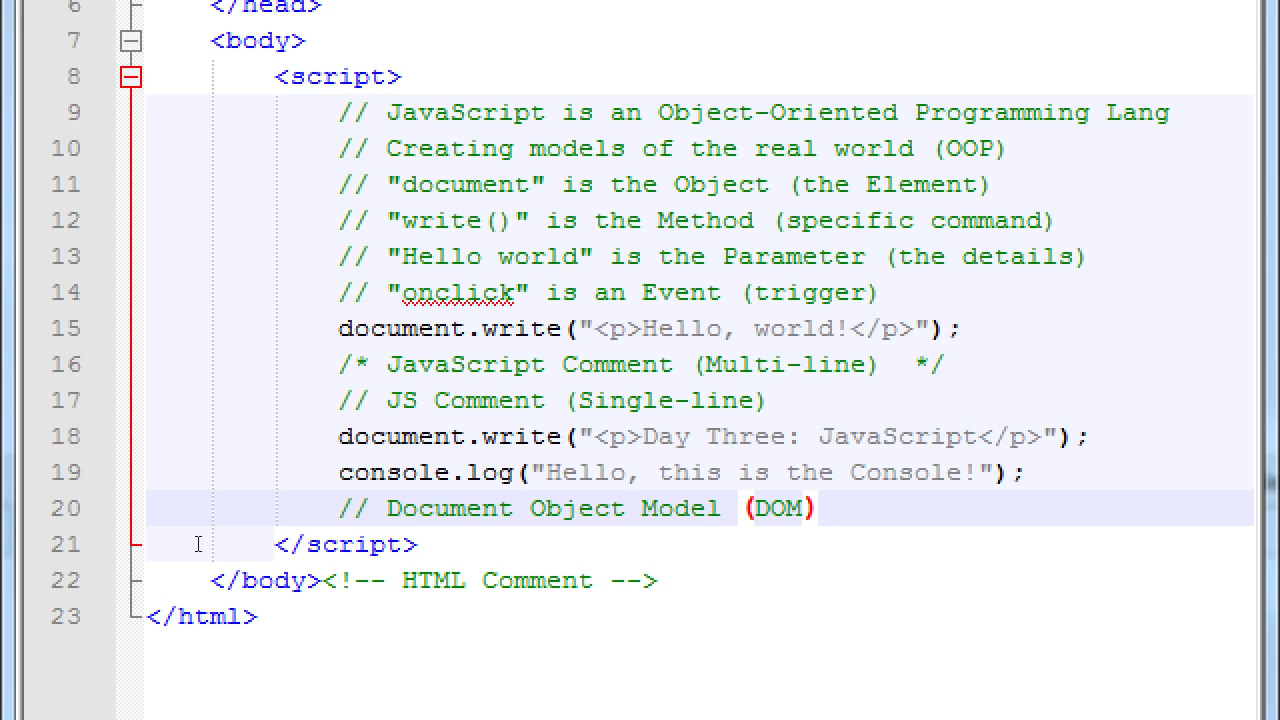 6 </head>
7 <body>
8 <script>
9 // JavaScript is an Object-Oriented Programming Lang
10 // Creating models of the real world (OOP)
11 // "document" is the Object (the Element)
12 // "write()" is the Method (specific command)
13 // "Hello world" is the Parameter (the details)
14 // "onclick" is an Event (trigger)
15 document.write("<p>Hello, world!</p>");
16 /* JavaScript Comment (Multi-line)  */
17 // JS Comment (Single-line)
18 document.write("<p>Day Three: JavaScript</p>");
19 console.log("Hello, this is the Console!");
20 // Document Object Model (DOM)
21 </script>
22 </body><!-- HTML Comment -->
23 </html>